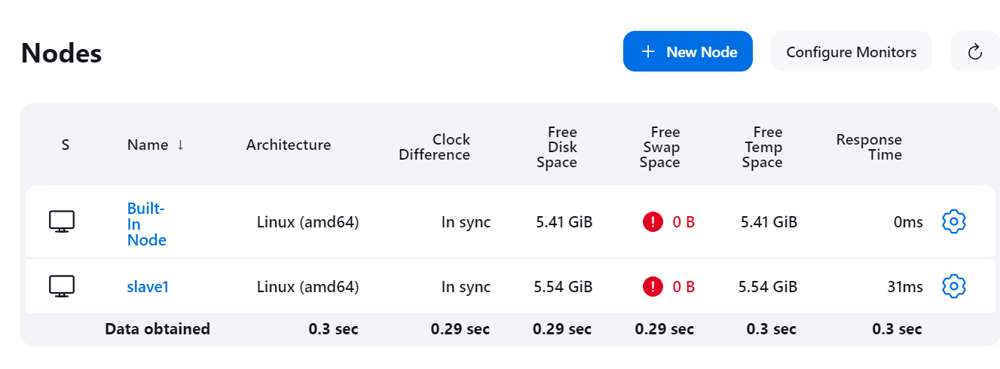 Nodes
+ New Node
Configure Monitors
S
Name ↓
Architecture
Clock
Difference
Free
Disk
Space
Free
Swap
Space
Free
Temp
Space
Response
Time
Built-
In
Node
Linux (amd64)
In sync
5.41 GiB
0 B
5.41 GiB
0ms
slave1
Linux (amd64)
In sync
5.54 GiB
0 B
5.54 GiB
31ms
Data obtained
0.3 sec
0.29 sec
0.29 sec
0.29 sec
0.3 sec
0.3 sec